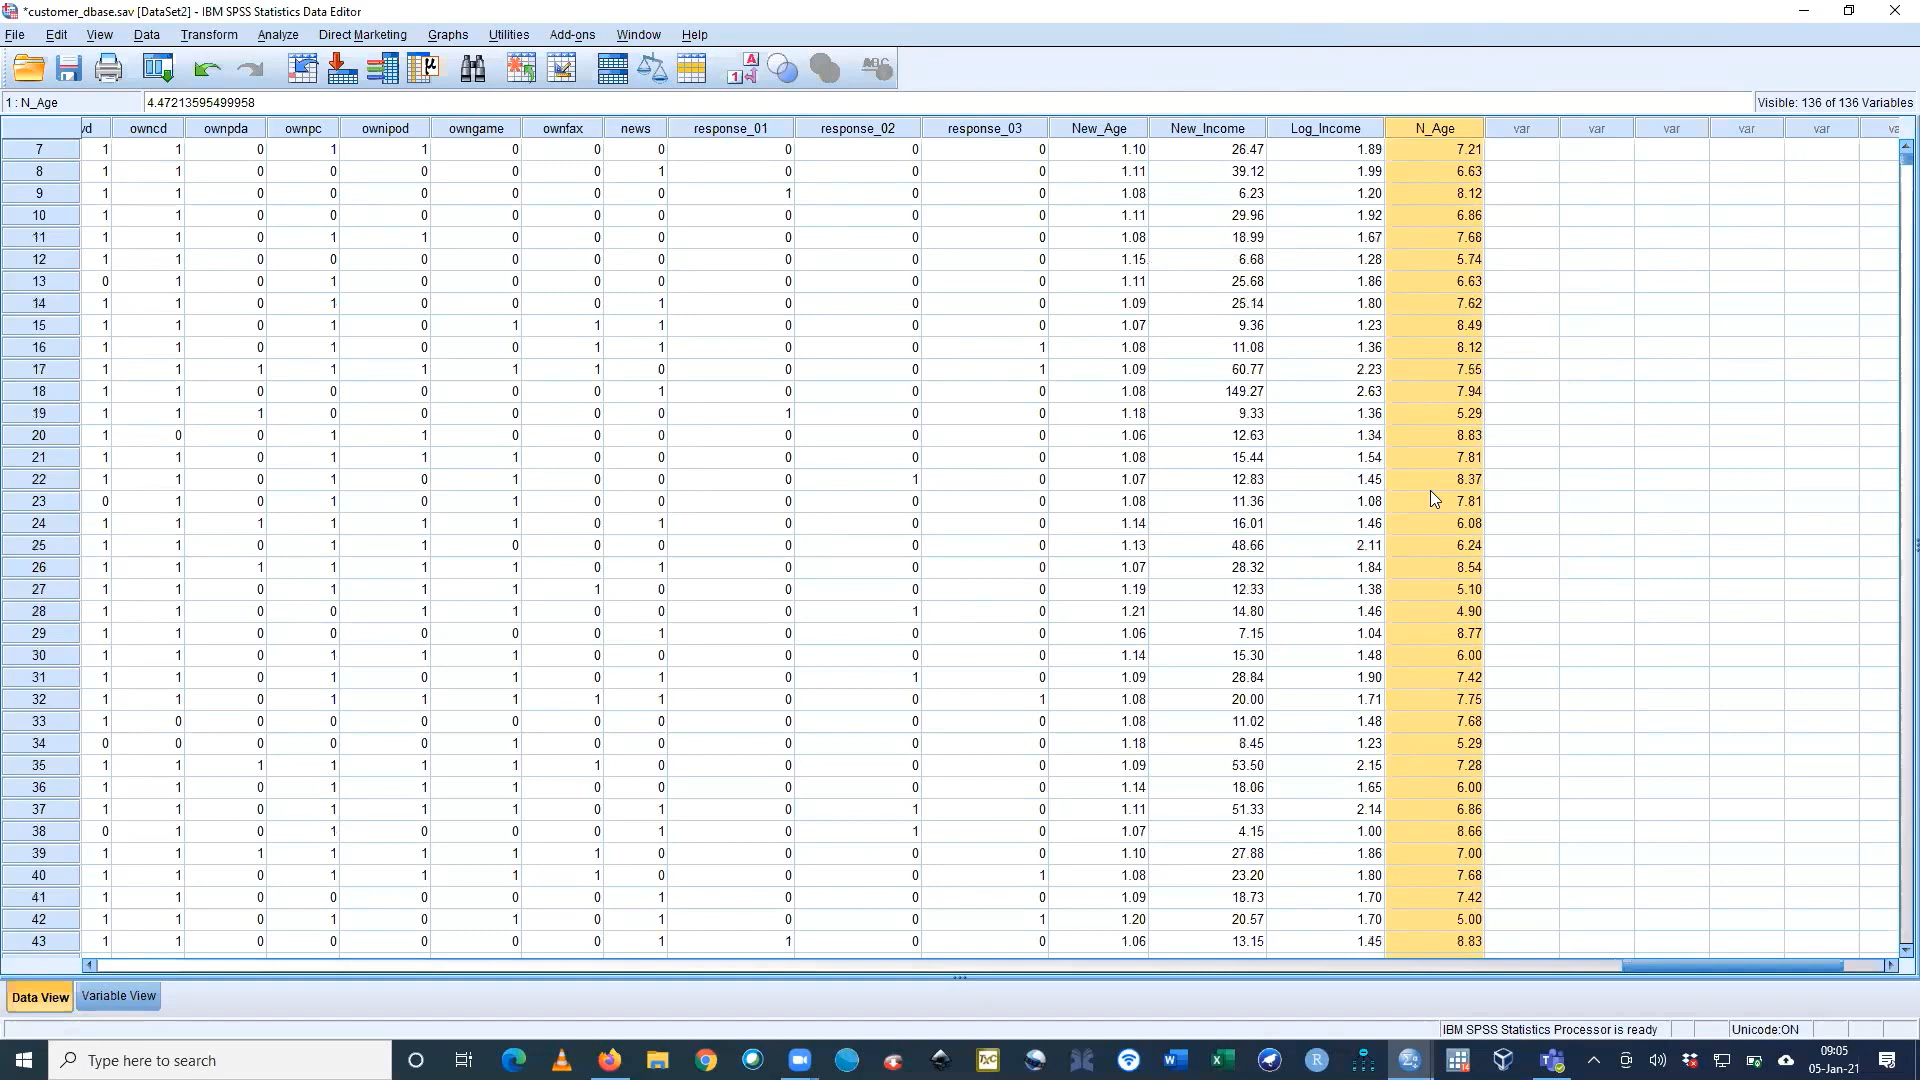 *customer_dbase.sav [DataSet2] - IBM SPSS Statistics Data Editor
File Edit View Data Transform Analyze Direct Marketing Graphs Utilities Add-ons Window Help
1 : N_Age 4.47213595499958 Visible: 136 of 136 Variables
vd owncd ownpda ownpc ownipod owngame ownfax news response_01 response_02 response_03 New_Age New_Income Log_Income N_Age var var var var var va
7 1 1 0 1 1 0 0 0 0 0 0 1.10 26.47 1.89 7.21
8 1 1 0 0 0 0 0 1 0 0 0 1.11 39.12 1.99 6.63
9 1 1 0 0 0 0 0 0 1 0 0 1.08 6.23 1.20 8.12
10 1 1 0 0 0 0 0 0 0 0 0 1.11 29.96 1.92 6.86
11 1 1 0 1 1 0 0 0 0 0 0 1.08 18.99 1.67 7.68
12 1 1 0 0 0 0 0 0 0 0 0 1.15 6.68 1.28 5.74
13 0 1 0 1 0 0 0 0 0 0 0 1.11 25.68 1.86 6.63
14 1 1 0 1 0 0 0 1 0 0 0 1.09 25.14 1.80 7.62
15 1 1 0 1 0 1 1 1 0 0 0 1.07 9.36 1.23 8.49
16 1 1 0 1 0 0 1 1 0 0 1 1.08 11.08 1.36 8.12
17 1 1 1 1 1 1 1 0 0 0 1 1.09 60.77 2.23 7.55
18 1 1 0 0 0 0 0 1 0 0 0 1.08 149.27 2.63 7.94
19 1 1 1 0 0 0 0 0 1 0 0 1.18 9.33 1.36 5.29
20 1 0 0 1 1 0 0 0 0 0 0 1.06 12.63 1.34 8.83
21 1 1 0 1 1 1 0 0 0 0 0 1.08 15.44 1.54 7.81
22 1 1 0 1 0 1 0 0 0 1 0 1.07 12.83 1.45 8.37
23 0 1 0 1 0 1 0 0 0 0 0 1.08 11.36 1.08 7.81
24 1 1 1 1 1 1 0 1 0 0 0 1.14 16.01 1.46 6.08
25 1 1 0 1 1 0 0 0 0 0 0 1.13 48.66 2.11 6.24
26 1 1 1 1 1 1 0 1 0 0 0 1.07 28.32 1.84 8.54
27 1 1 0 1 1 1 1 0 0 0 0 1.19 12.33 1.38 5.10
28 1 1 0 0 1 1 0 0 0 1 0 1.21 14.80 1.46 4.90
29 1 1 0 0 0 0 0 1 0 0 0 1.06 7.15 1.04 8.77
30 1 1 0 1 1 1 0 0 0 0 0 1.14 15.30 1.48 6.00
31 1 1 0 1 0 1 0 1 0 1 0 1.09 28.84 1.90 7.42
32 1 1 0 1 1 1 1 1 0 0 1 1.08 20.00 1.71 7.75
33 1 0 0 0 0 0 0 0 0 0 0 1.08 11.02 1.48 7.68
34 0 0 0 0 0 1 0 0 0 0 0 1.18 8.45 1.23 5.29
35 1 1 1 1 1 1 0 0 0 0 0 1.09 53.50 2.15 7.28
36 1 1 0 1 1 1 0 0 0 0 0 1.14 18.06 1.65 6.00
37 1 1 0 1 1 1 0 1 0 1 0 1.11 51.33 2.14 6.86
38 0 1 0 1 0 0 0 1 0 1 0 1.07 4.15 1.00 8.66
39 1 1 1 1 1 1 1 0 0 0 0 1.10 27.88 1.86 7.00
40 1 1 0 1 1 1 1 0 0 0 1 1.08 23.20 1.80 7.68
41 1 1 0 0 0 0 0 1 0 0 0 1.09 18.73 1.70 7.42
42 1 1 0 1 0 1 0 1 0 0 1 1.20 20.57 1.70 5.00
43 1 1 0 0 0 0 0 1 1 0 0 1.06 13.15 1.45 8.83
Data View Variable View
IBM SPSS Statistics Processor is ready Unicode:ON
Type here to search
09:05
05-Jan-21